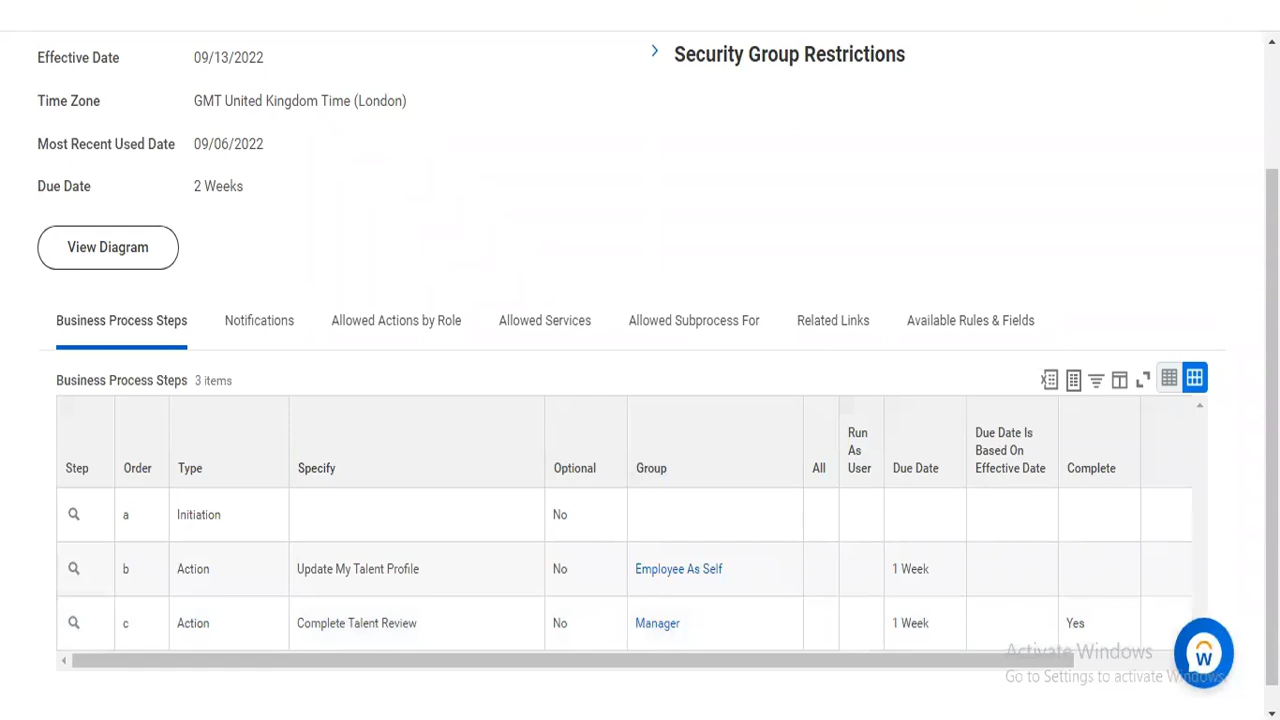 Effective Date 09/13/2022
Security Group Restrictions
Time Zone GMT United Kingdom Time (London)
Most Recent Used Date 09/06/2022
Due Date 2 Weeks
View Diagram
Business Process Steps Notifications Allowed Actions by Role Allowed Services Allowed Subprocess For Related Links Available Rules & Fields
Business Process Steps 3 items
Step Order Type Specify Optional Group All Run As User Due Date Due Date Is Based On Effective Date Complete
a Initiation No
b Action Update My Talent Profile No Employee As Self 1 Week
c Action Complete Talent Review No Manager 1 Week Yes
Activate Windows
Go to Settings to activate Windows.
W